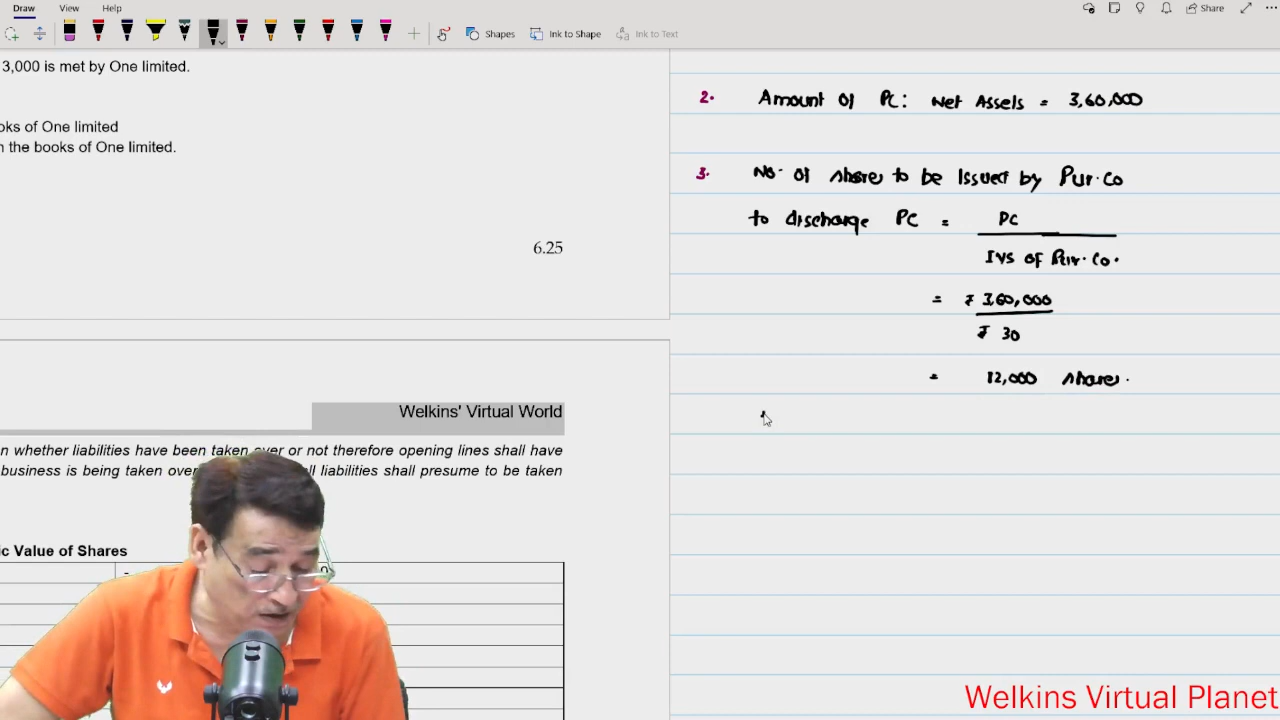 Draw View Help
Shapes Ink to Shape Ink to Text Share
3,000 is met by One limited.
oks of One limited
n the books of One limited.
6.25
Welkins' Virtual World
n whether liabilities have been taken over or not therefore opening lines shall have
business is being taken over ll liabilities shall presume to be taken
ic Value of Shares
2. Amount of PC: Net Assets = 3,60,000
3. No. of shares to be Issued by Pur.Co
to discharge PC = PC
IVS of Pur.Co.
= ₹ 3,60,000
₹ 30
= 12,000 shares.
Welkins Virtual Planet